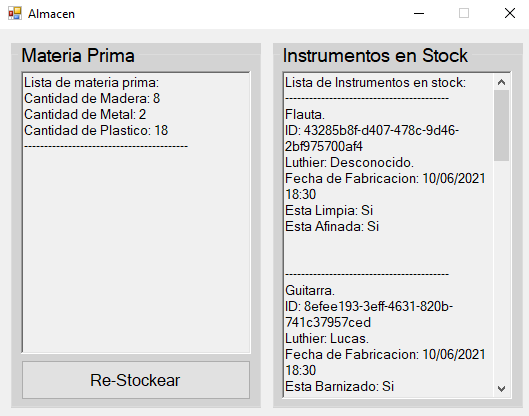 Almacen
Materia Prima
Lista de materia prima:
Cantidad de Madera: 8
Cantidad de Metal: 2
Cantidad de Plastico: 18
-----------------------------------------
Re-Stockear
Instrumentos en Stock
Lista de Instrumentos en stock:
-----------------------------------------
Flauta.
ID: 43285b8f-d407-478c-9d46-
2bf975700af4
Luthier: Desconocido.
Fecha de Fabricacion: 10/06/2021
18:30
Esta Limpia: Si
Esta Afinada: Si
-----------------------------------------
Guitarra.
ID: 8efee193-3eff-4631-820b-
741c37957ced
Luthier: Lucas.
Fecha de Fabricacion: 10/06/2021
18:30
Esta Barnizado: Si